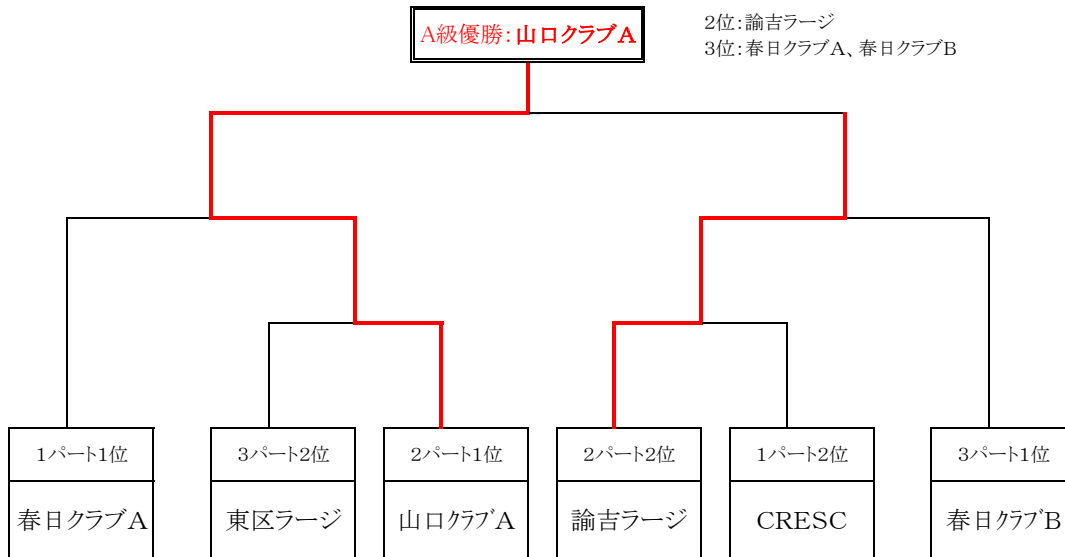 A級優勝：山口クラブA
2位：諭吉ラージ
3位：春日クラブA、春日クラブB
1パート1位
3パート2位
2パート1位
2パート2位
1パート2位
3パート1位
春日クラブA
東区ラージ
山口クラブA
諭吉ラージ
CRESC
春日クラブB